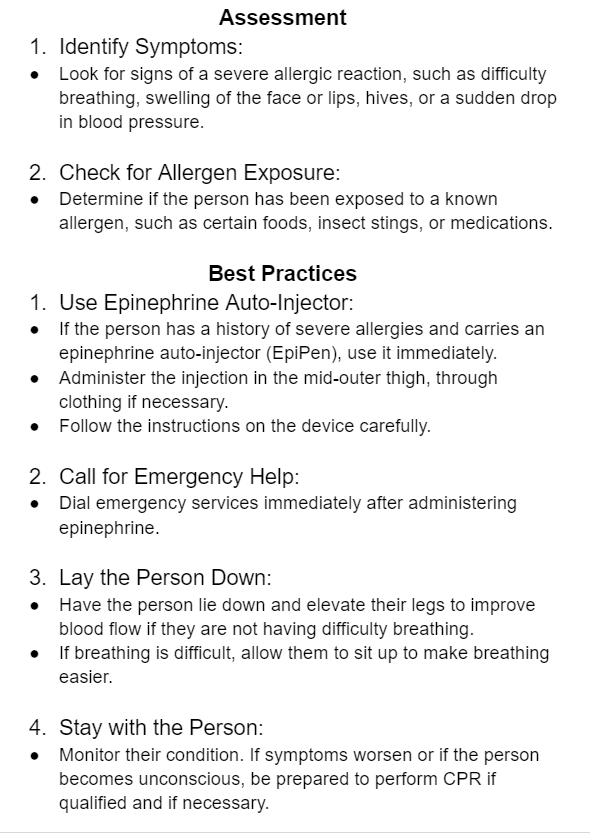 Assessment
1. Identify Symptoms:
● Look for signs of a severe allergic reaction, such as difficulty
breathing, swelling of the face or lips, hives, or a sudden drop
in blood pressure.
2. Check for Allergen Exposure:
● Determine if the person has been exposed to a known
allergen, such as certain foods, insect stings, or medications.
Best Practices
1. Use Epinephrine Auto-Injector:
● If the person has a history of severe allergies and carries an
epinephrine auto-injector (EpiPen), use it immediately.
● Administer the injection in the mid-outer thigh, through
clothing if necessary.
● Follow the instructions on the device carefully.
2. Call for Emergency Help:
● Dial emergency services immediately after administering
epinephrine.
3. Lay the Person Down:
● Have the person lie down and elevate their legs to improve
blood flow if they are not having difficulty breathing.
● If breathing is difficult, allow them to sit up to make breathing
easier.
4. Stay with the Person:
● Monitor their condition. If symptoms worsen or if the person
becomes unconscious, be prepared to perform CPR if
qualified and if necessary.